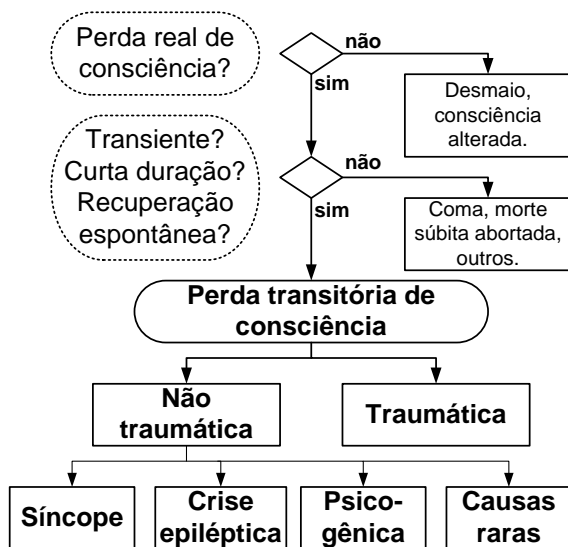 Perda real de
consciência?
não
sim
Desmaio,
consciência
alterada.
Transiente?
Curta duração?
Recuperação
espontânea?
não
sim
Coma, morte
súbita abortada,
outros.
Perda transitória de
consciência
Não
traumática
Traumática
Síncope
Crise
epiléptica
Psico-
gênica
Causas
raras